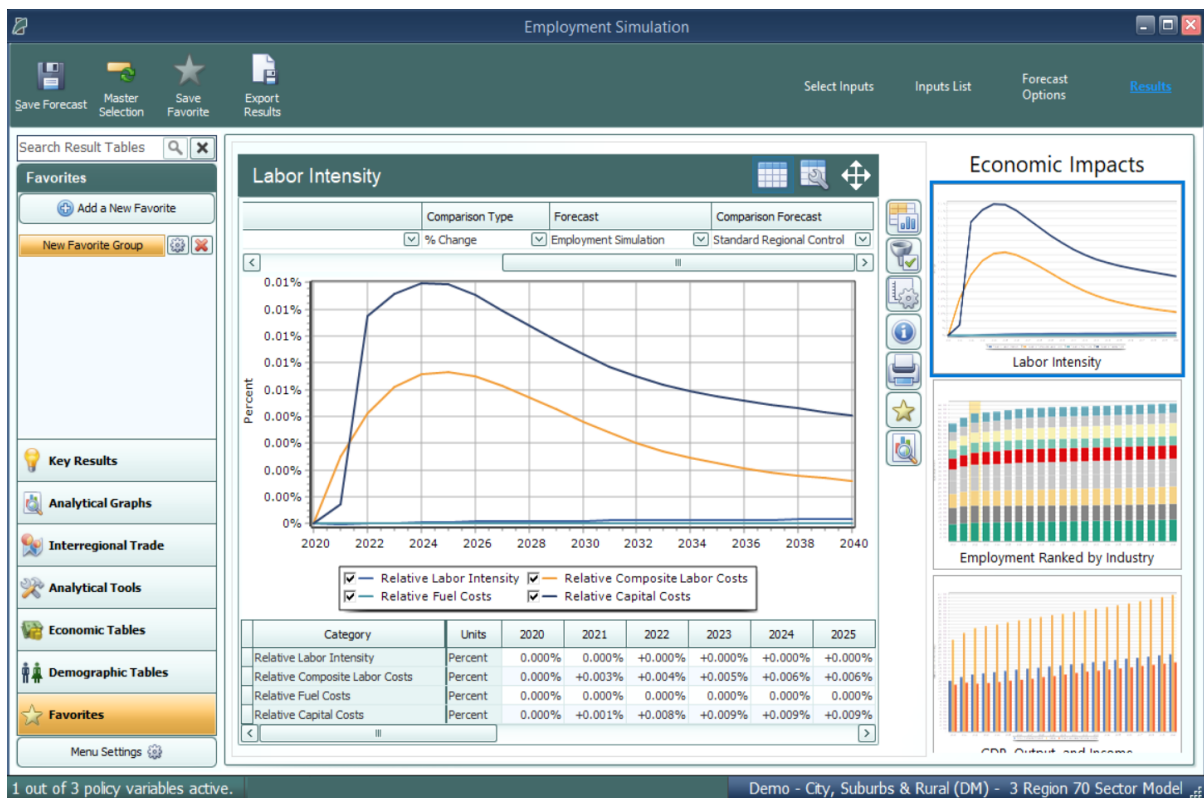 Employment Simulation
Save Forecast
Master Selection
Save Favorite
Export Results
Select Inputs
Inputs List
Forecast Options
Results
Search Result Tables
Favorites
Add a New Favorite
New Favorite Group
Key Results
Analytical Graphs
Interregional Trade
Analytical Tools
Economic Tables
Demographic Tables
Favorites
Menu Settings
Labor Intensity
Comparison Type Forecast Comparison Forecast
% Change Employment Simulation Standard Regional Control
Percent
0.01%
0.01%
0.01%
0.01%
0.01%
0.00%
0.00%
0.00%
0.00%
0%
2020 2022 2024 2026 2028 2030 2032 2034 2036 2038 2040
Relative Labor Intensity Relative Composite Labor Costs
Relative Fuel Costs Relative Capital Costs
Category Units 2020 2021 2022 2023 2024 2025
Relative Labor Intensity Percent 0.000% 0.000% +0.000% +0.000% +0.000% +0.000%
Relative Composite Labor Costs Percent 0.000% +0.003% +0.004% +0.005% +0.006% +0.006%
Relative Fuel Costs Percent 0.000% 0.000% 0.000% 0.000% 0.000% 0.000%
Relative Capital Costs Percent 0.000% +0.001% +0.008% +0.009% +0.009% +0.009%
Economic Impacts
Labor Intensity
Employment Ranked by Industry
GDP, Output, and Income
1 out of 3 policy variables active.
Demo - City, Suburbs & Rural (DM) - 3 Region 70 Sector Model